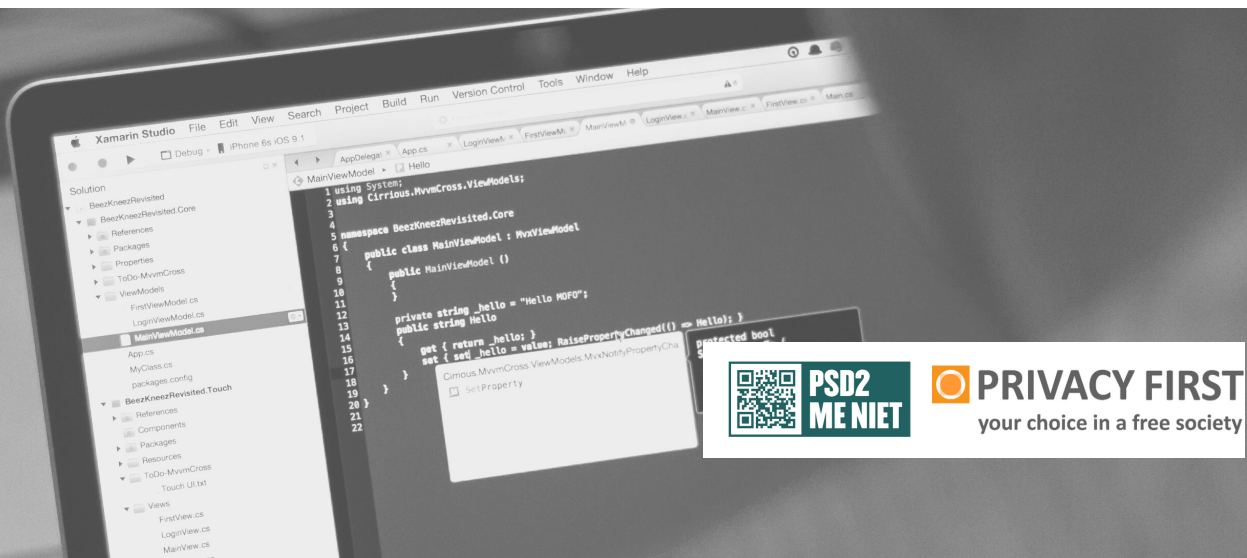 Xamarin Studio File Edit View Search Project Build Run Version Control Tools Window Help
Debug iPhone 6s iOS 9.1
Solution
BeezKneezRevisited
BeezKneezRevisited.Core
References
Packages
Properties
ToDo-MvvmCross
ViewModels
FirstViewModel.cs
LoginViewModel.cs
MainViewModel.cs
App.cs
MyClass.cs
packages.config
BeezKneezRevisited.Touch
References
Components
Packages
Resources
ToDo-MvvmCross
Touch UI.txt
Views
FirstView.cs
LoginView.cs
MainView.cs
AppDelegat × App.cs × LoginViewM × FirstViewM × MainViewM LoginView.c × MainView.c × FirstView.cs × Main.cs
MainViewModel ▸ Hello
1 using System;
2 using Cirrious.MvvmCross.ViewModels;
3
4
5 namespace BeezKneezRevisited.Core
6 {
7 public class MainViewModel : MvxViewModel
8 {
9 public MainViewModel ()
10 {
11 }
12
13 private string _hello = "Hello MOFO";
14 public string Hello
15 {
16 get { return _hello; }
17 set { set _hello = value; RaisePropertyChanged(() => Hello); }
18 }
19 }
20 }
21
22
Cirrious.MvvmCross.ViewModels.MvxNotifyPropertyCha
SetProperty
protected bool
PSD2
ME NIET
PRIVACY FIRST
your choice in a free society